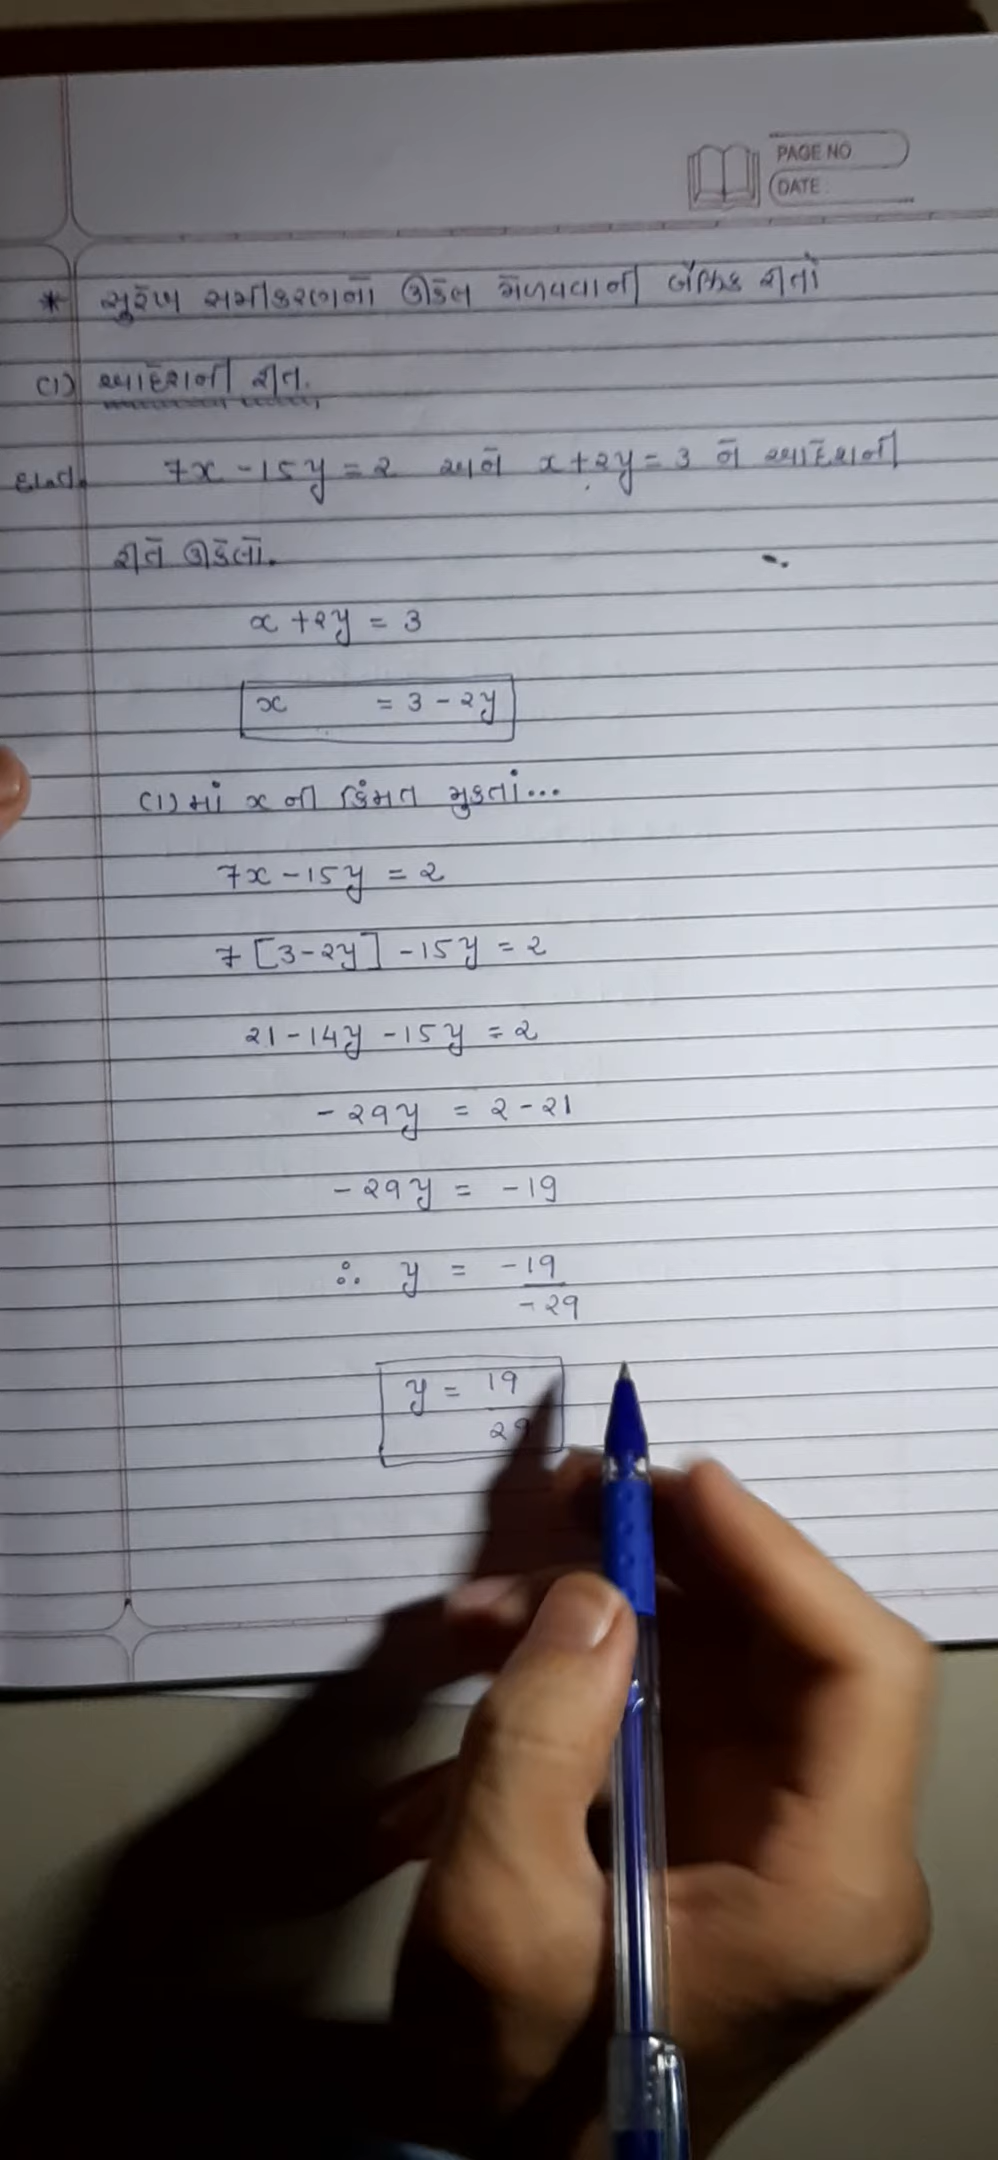 PAGE NO
DATE :
* સુરેખ સમીકરણનો ઉકેલ મેળવવાની બૈજિક રીતો
(1) આદેશની રીત.
દા.ત. 7x - 15y = 2 અને x + 2y = 3 ને આદેશની
રીતે ઉકેલો.
x + 2y = 3
x = 3 - 2y
(1) માં x ની કિંમત મુકતાં...
7x - 15y = 2
7 [3 - 2y] - 15y = 2
21 - 14y - 15y = 2
- 29y = 2 - 21
- 29y = - 19
∴ y = -19
-29
y = 19
29